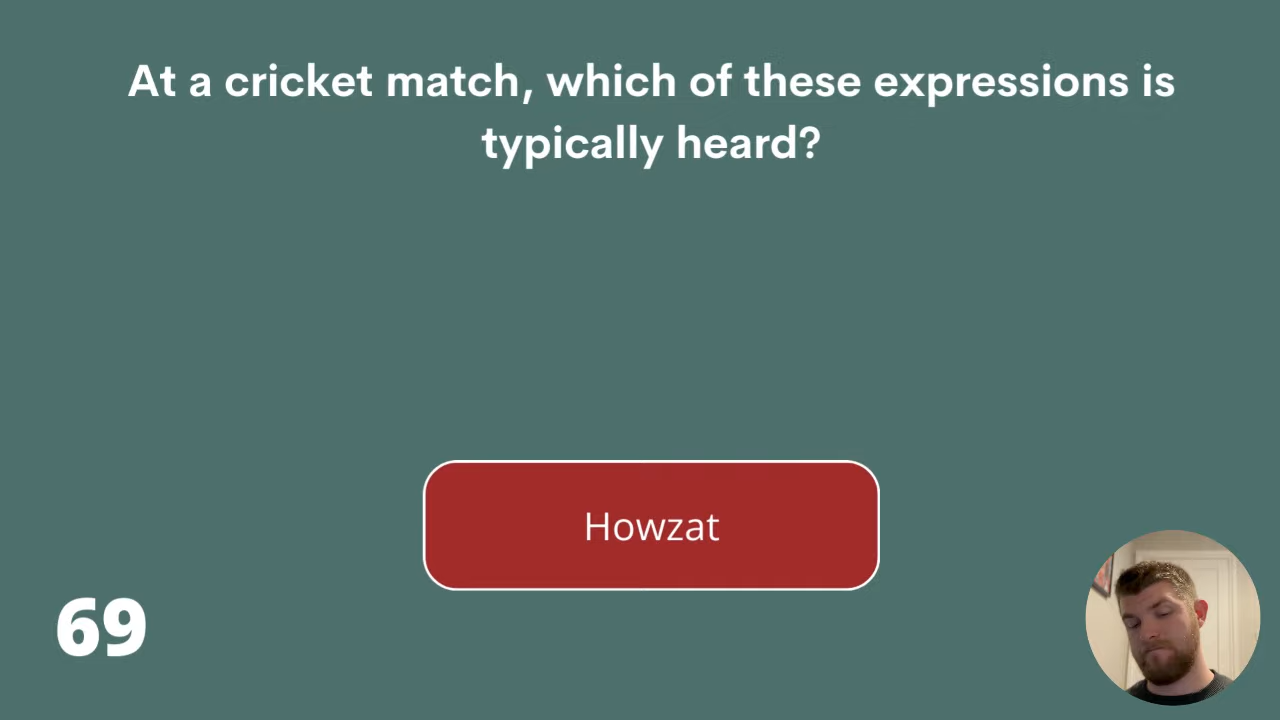 At a cricket match, which of these expressions is
typically heard?
Howzat
69